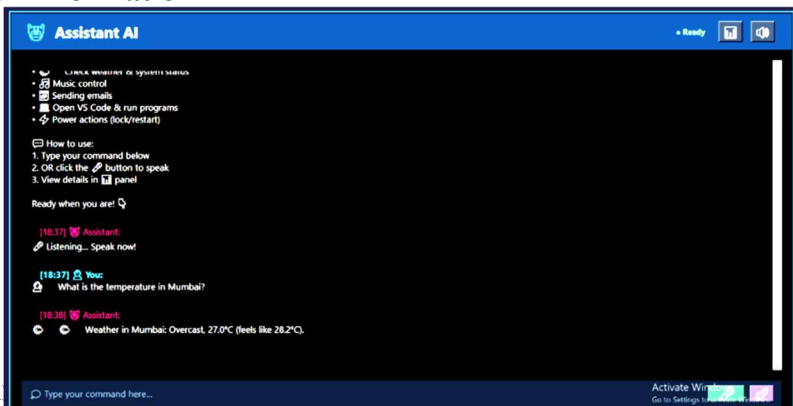 Assistant AI
• Ready
• Check weather & system status
• Music control
• Sending emails
• Open VS Code & run programs
• Power actions (lock/restart)
How to use:
1. Type your command below
2. OR click the button to speak
3. View details in panel
Ready when you are!
[18:37] Assistant:
Listening... Speak now!
[18:37] You:
What is the temperature in Mumbai?
[18:38] Assistant:
Weather in Mumbai: Overcast, 27.0°C (feels like 28.2°C).
Type your command here...
Activate
Go to Settings to